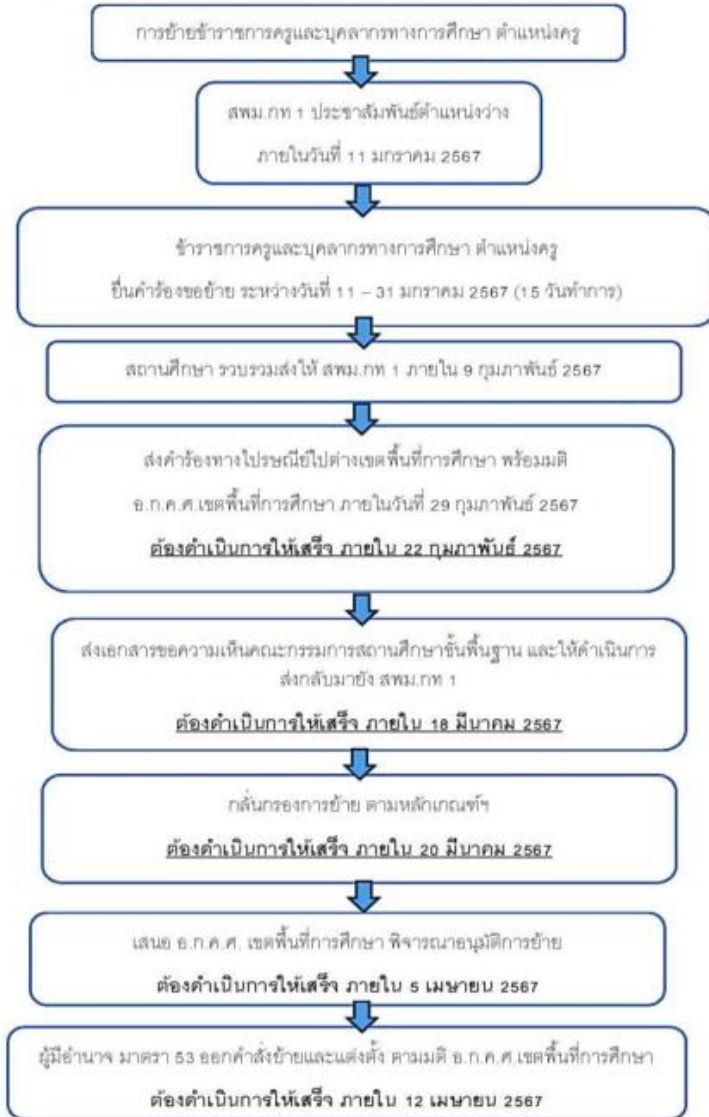 การย้ายข้าราชการครูและบุคลากรทางการศึกษา ตำแหน่งครู
สพม.กท 1 ประชาสัมพันธ์ตำแหน่งว่าง
ภายในวันที่ 11 มกราคม 2567
ข้าราชการครูและบุคลากรทางการศึกษา ตำแหน่งครู
ยื่นคำร้องขอย้าย ระหว่างวันที่ 11 – 31 มกราคม 2567 (15 วันทำการ)
สถานศึกษา รวบรวมส่งให้ สพม.กท 1 ภายใน 9 กุมภาพันธ์ 2567
ส่งคำร้องทางไปรษณีย์ไปต่างเขตพื้นที่การศึกษา พร้อมมติ
อ.ก.ค.ศ.เขตพื้นที่การศึกษา ภายในวันที่ 29 กุมภาพันธ์ 2567
ต้องดำเนินการให้เสร็จ ภายใน 22 กุมภาพันธ์ 2567
ส่งเอกสารขอความเห็นคณะกรรมการสถานศึกษาขั้นพื้นฐาน และให้ดำเนินการ
ส่งกลับมายัง สพม.กท 1
ต้องดำเนินการให้เสร็จ ภายใน 18 มีนาคม 2567
กลั่นกรองการย้าย ตามหลักเกณฑ์ฯ
ต้องดำเนินการให้เสร็จ ภายใน 20 มีนาคม 2567
เสนอ อ.ก.ค.ศ. เขตพื้นที่การศึกษา พิจารณาอนุมัติการย้าย
ต้องดำเนินการให้เสร็จ ภายใน 5 เมษายน 2567
ผู้มีอำนาจ มาตรา 53 ออกคำสั่งย้ายและแต่งตั้ง ตามมติ อ.ก.ค.ศ.เขตพื้นที่การศึกษา
ต้องดำเนินการให้เสร็จ ภายใน 12 เมษายน 2567